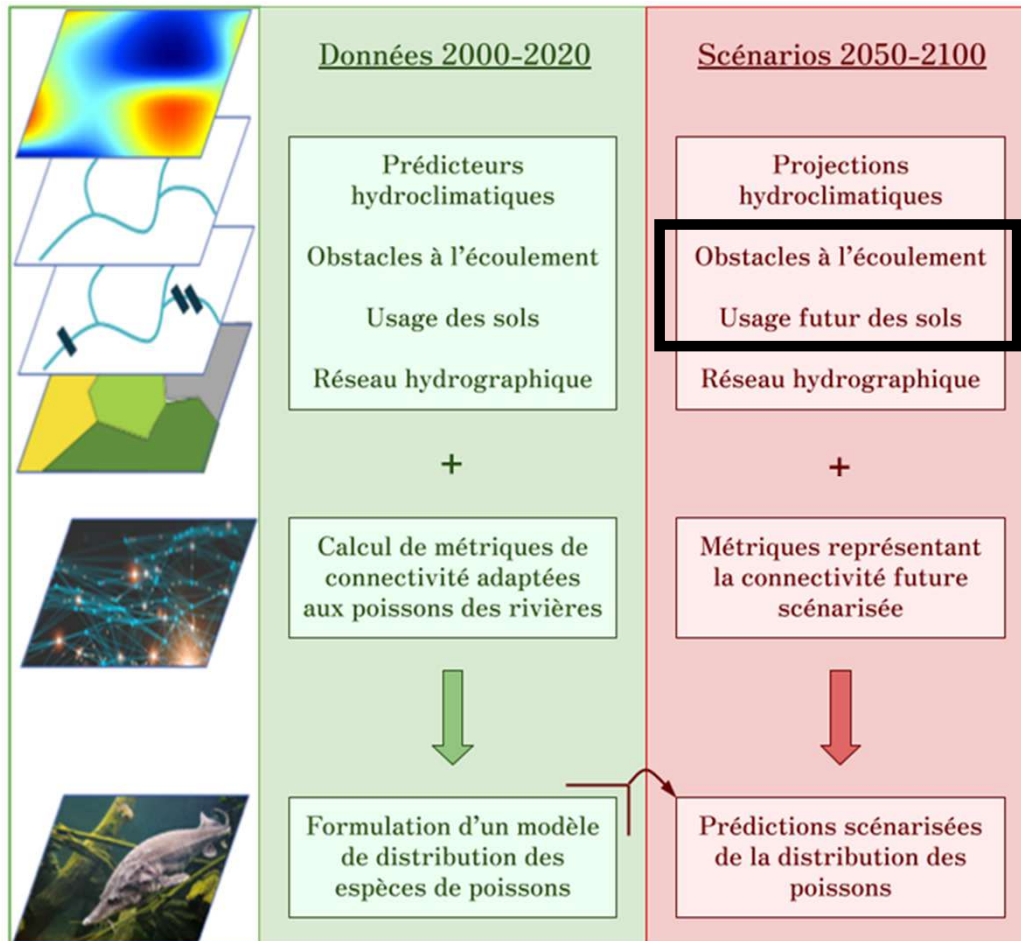 Données 2000-2020
Prédicteurs
hydroclimatiques
Obstacles à l'écoulement
Usage des sols
Réseau hydrographique
+
Calcul de métriques de
connectivité adaptées
aux poissons des rivières
Formulation d'un modèle
de distribution des
espèces de poissons
Scénarios 2050-2100
Projections
hydroclimatiques
Obstacles à l'écoulement
Usage futur des sols
Réseau hydrographique
+
Métriques représentant
la connectivité future
scénarisée
Prédictions scénarisées
de la distribution des
poissons